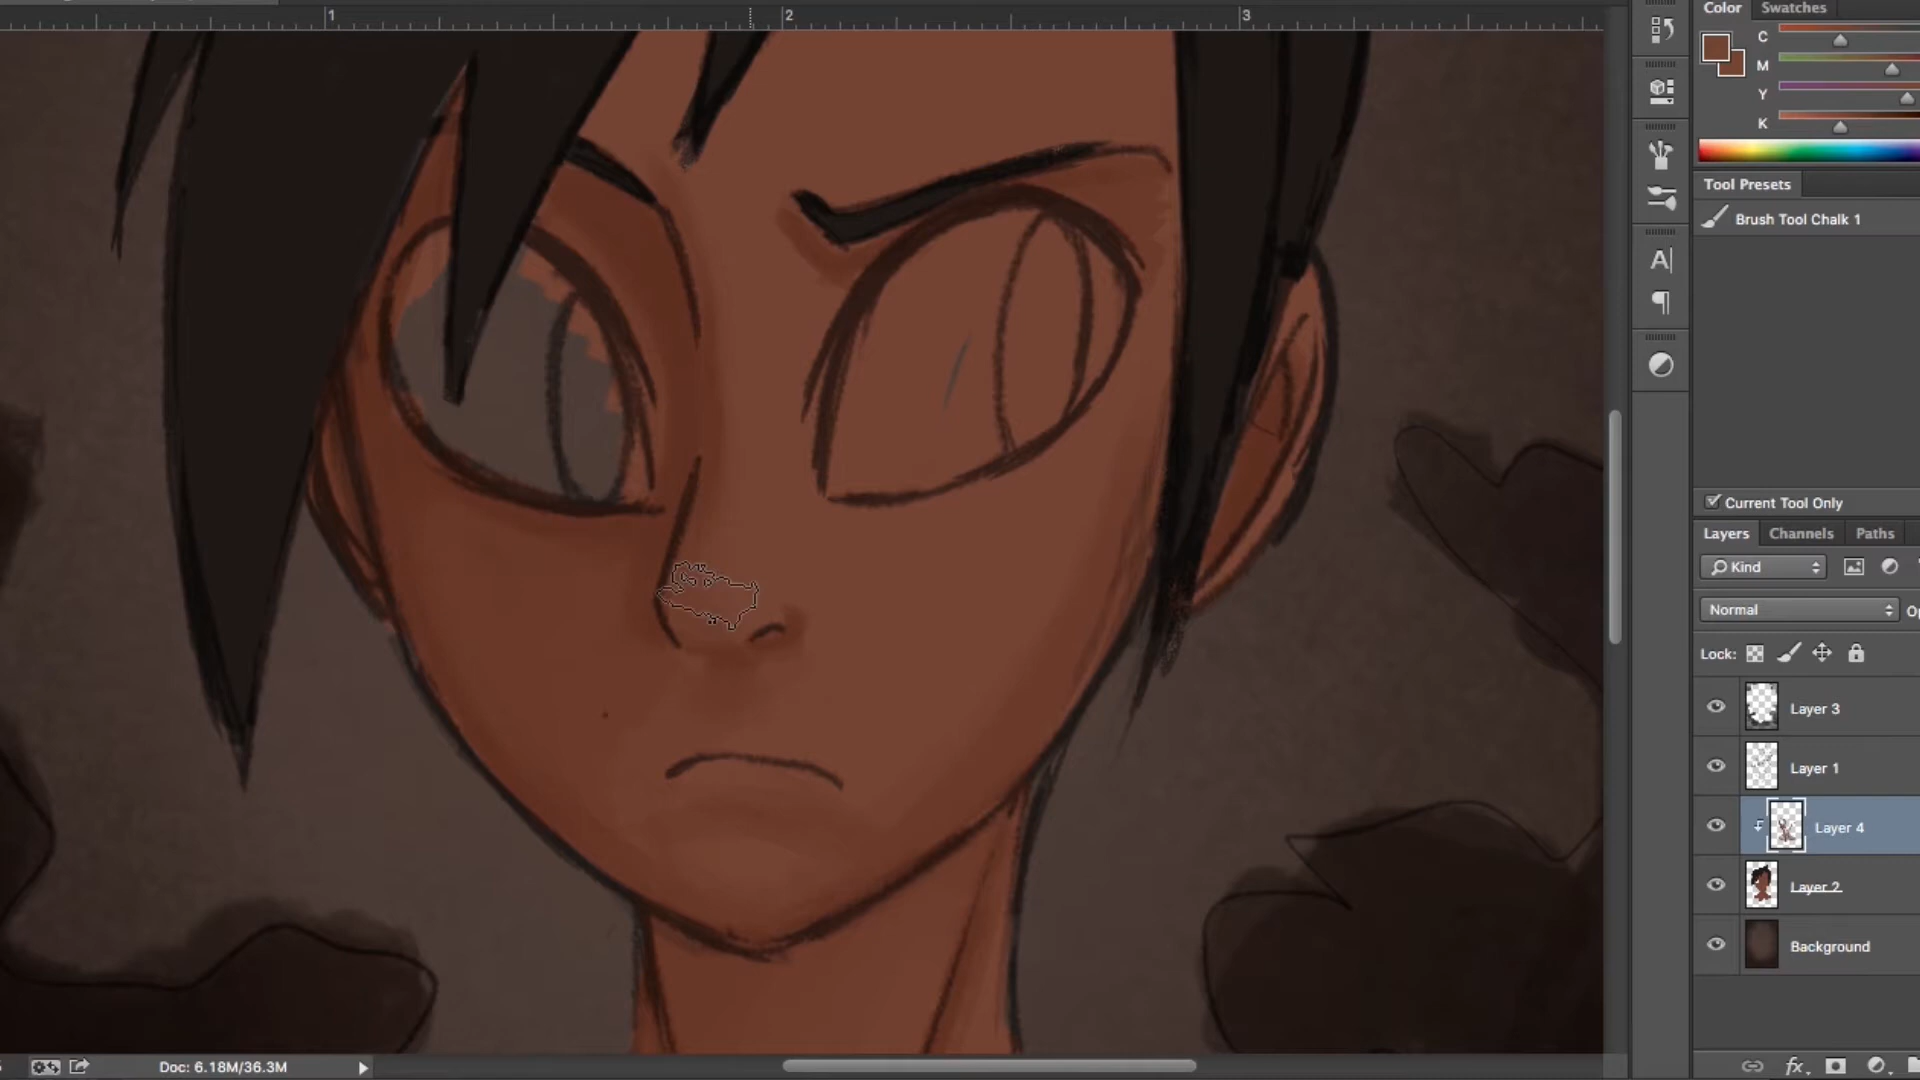 1
2
3
Color Swatches
C
M
Y
K
Tool Presets
Brush Tool Chalk 1
A
Current Tool Only
Layers Channels Paths
Kind
Normal
Lock:
Layer 3
Layer 1
Layer 4
Layer 2
Background
fx
Doc: 6.18M/36.3M